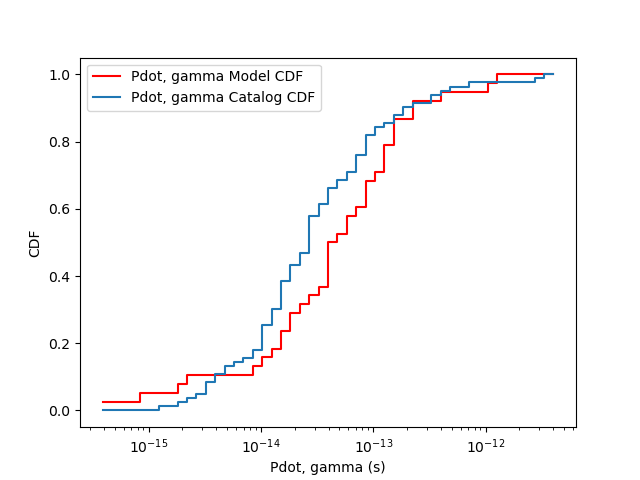 Pdot, gamma Model CDF
Pdot, gamma Catalog CDF
1.0
0.8
0.6
0.4
0.2
0.0
CDF
10⁻¹⁵
10⁻¹⁴
10⁻¹³
10⁻¹²
Pdot, gamma (s)